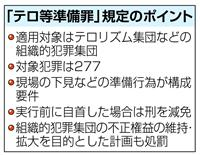 「テロ等準備罪」規定のポイント
●適用対象はテロリズム集団などの
組織的犯罪集団
●対象犯罪は277
●現場の下見などの準備行為が構成
要件
●実行前に自首した場合は刑を減免
●組織的犯罪集団の不正権益の維持・
拡大を目的とした計画も処罰